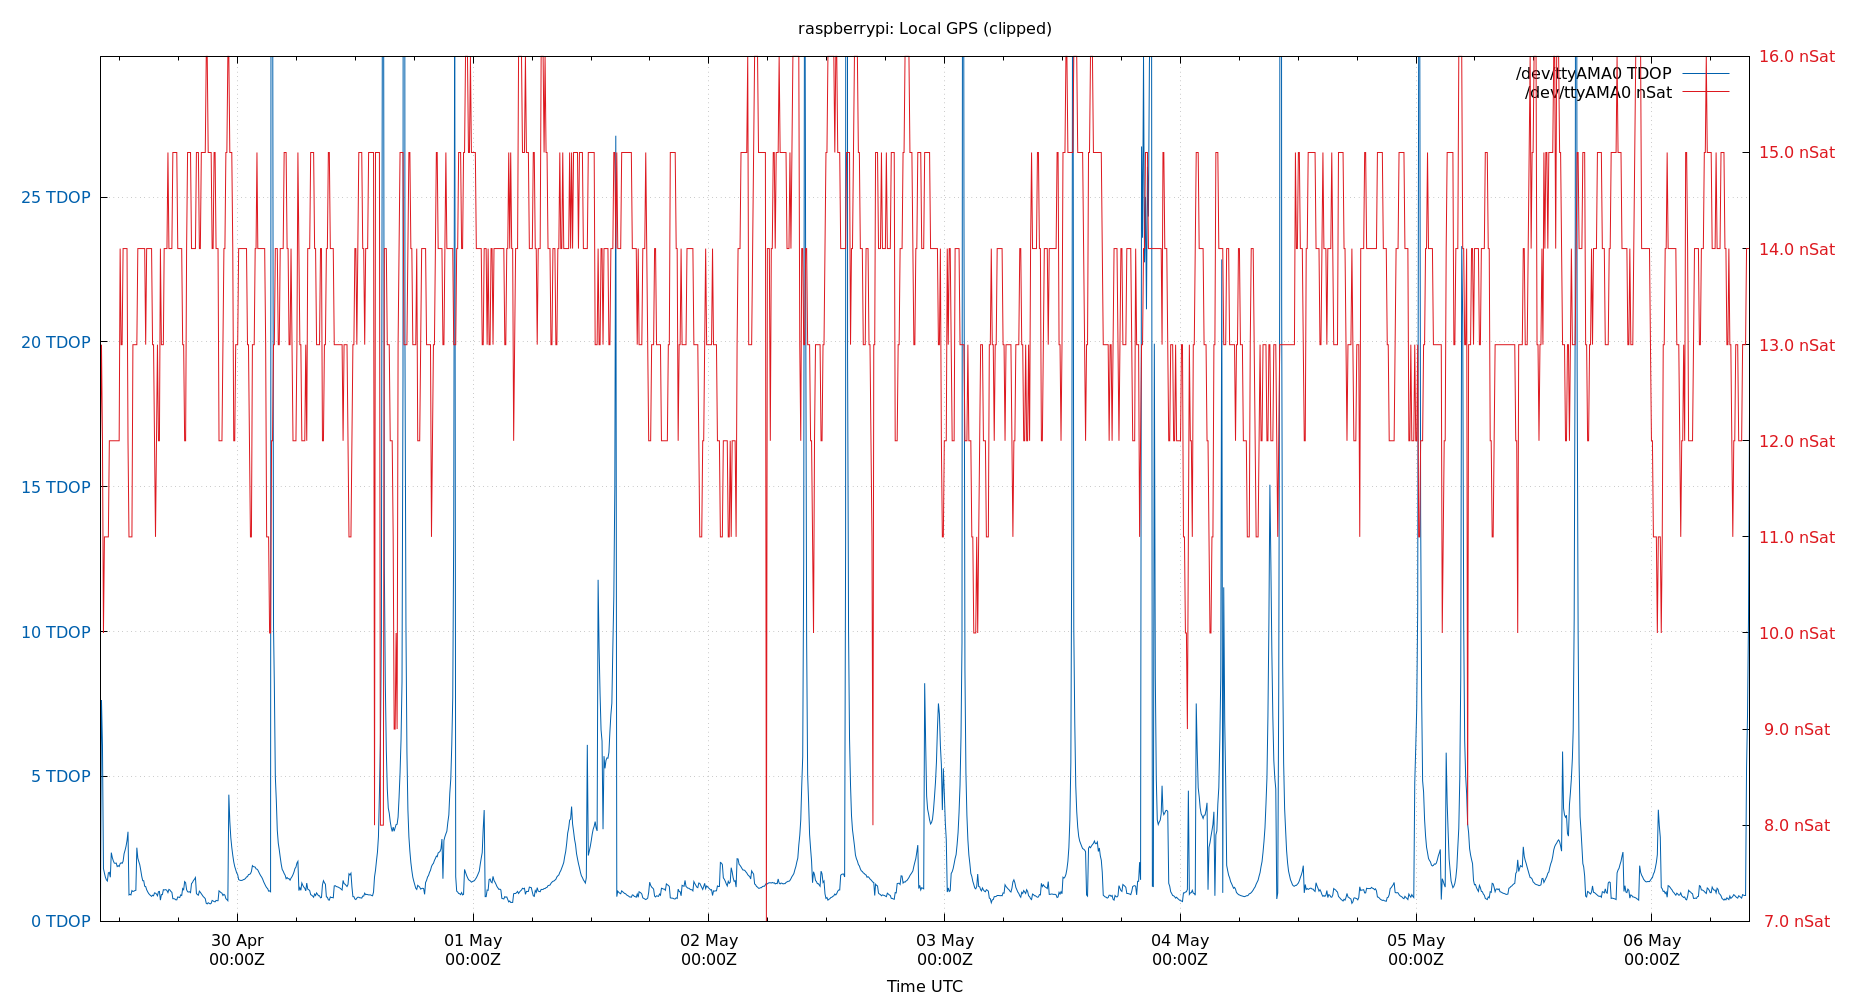 raspberrypi: Local GPS (clipped)
/dev/ttyAMA0 TDOP
/dev/ttyAMA0 nSat
25 TDOP
20 TDOP
15 TDOP
10 TDOP
5 TDOP
0 TDOP
16.0 nSat
15.0 nSat
14.0 nSat
13.0 nSat
12.0 nSat
11.0 nSat
10.0 nSat
9.0 nSat
8.0 nSat
7.0 nSat
30 Apr 01 May 02 May 03 May 04 May 05 May 06 May
00:00Z 00:00Z 00:00Z 00:00Z 00:00Z 00:00Z 00:00Z
Time UTC